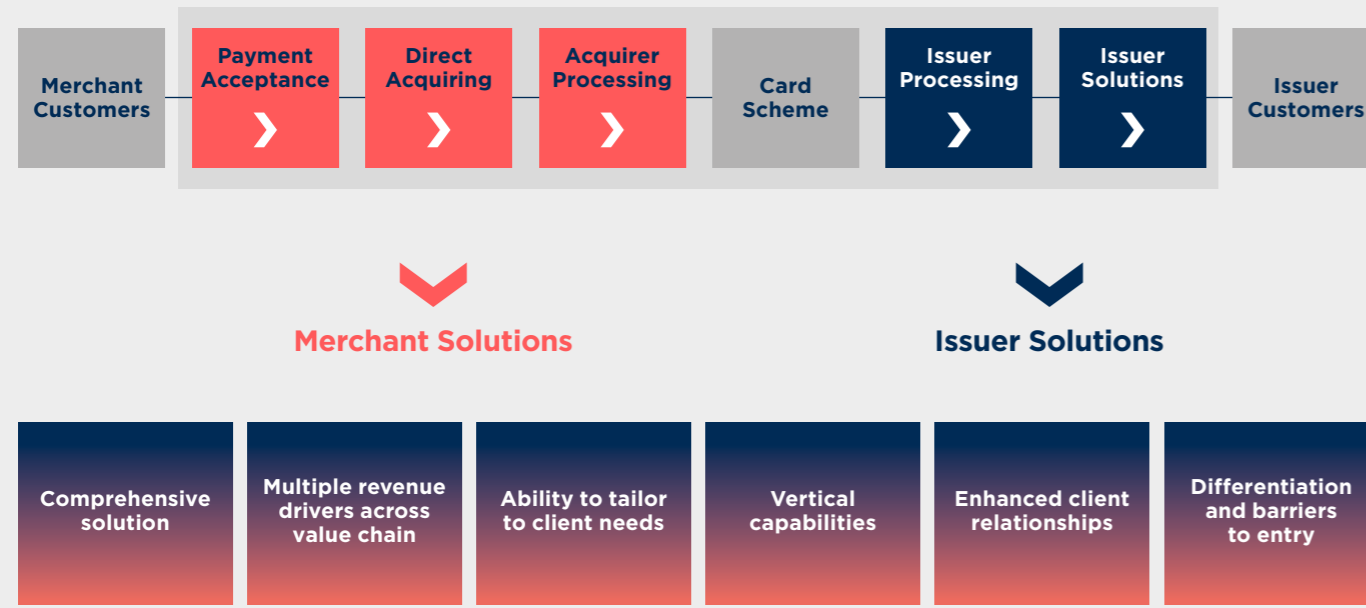 Merchant
Customers
Payment
Acceptance
Direct
Acquiring
Acquirer
Processing
Card
Scheme
Issuer
Processing
Issuer
Solutions
Issuer
Customers
Merchant Solutions
Issuer Solutions
Comprehensive
solution
Multiple revenue
drivers across
value chain
Ability to tailor
to client needs
Vertical
capabilities
Enhanced client
relationships
Differentiation
and barriers
to entry